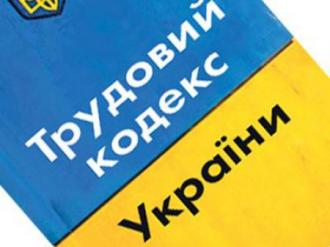 Трудовий
кодекс
України